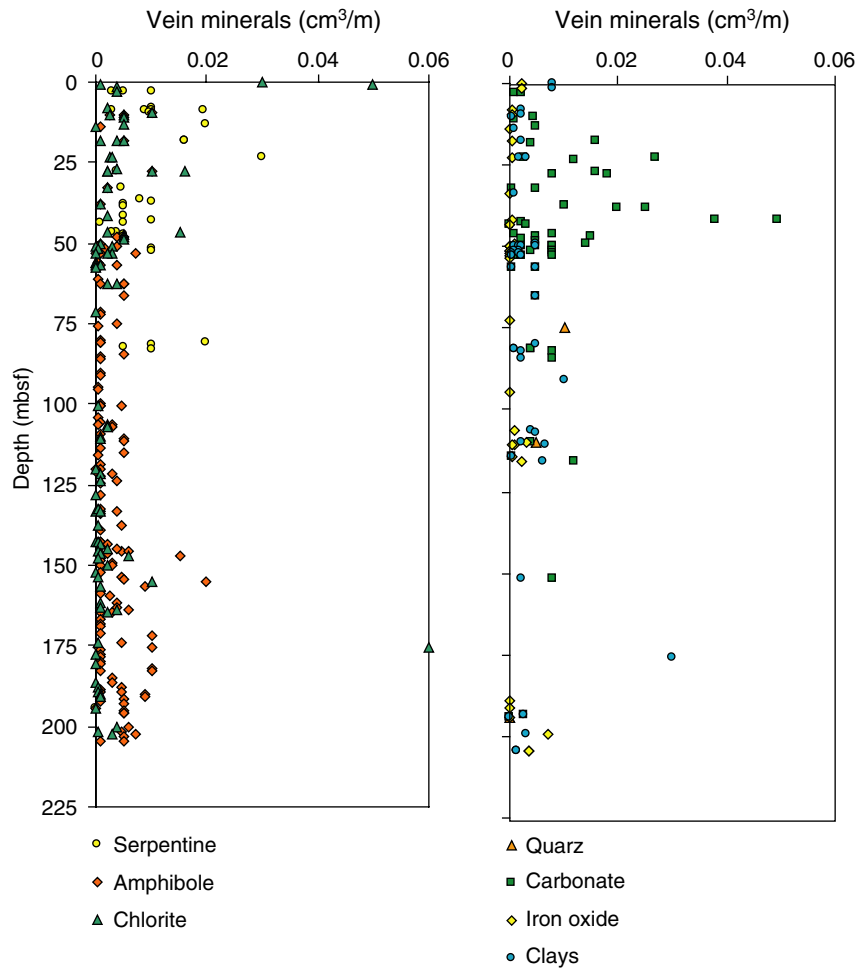 Vein minerals (cm³/m)
0 0.02 0.04 0.06
0
25
50
75
100
125
150
175
200
225
Depth (mbsf)
Serpentine
Amphibole
Chlorite
Vein minerals (cm³/m)
0 0.02 0.04 0.06
Quarz
Carbonate
Iron oxide
Clays